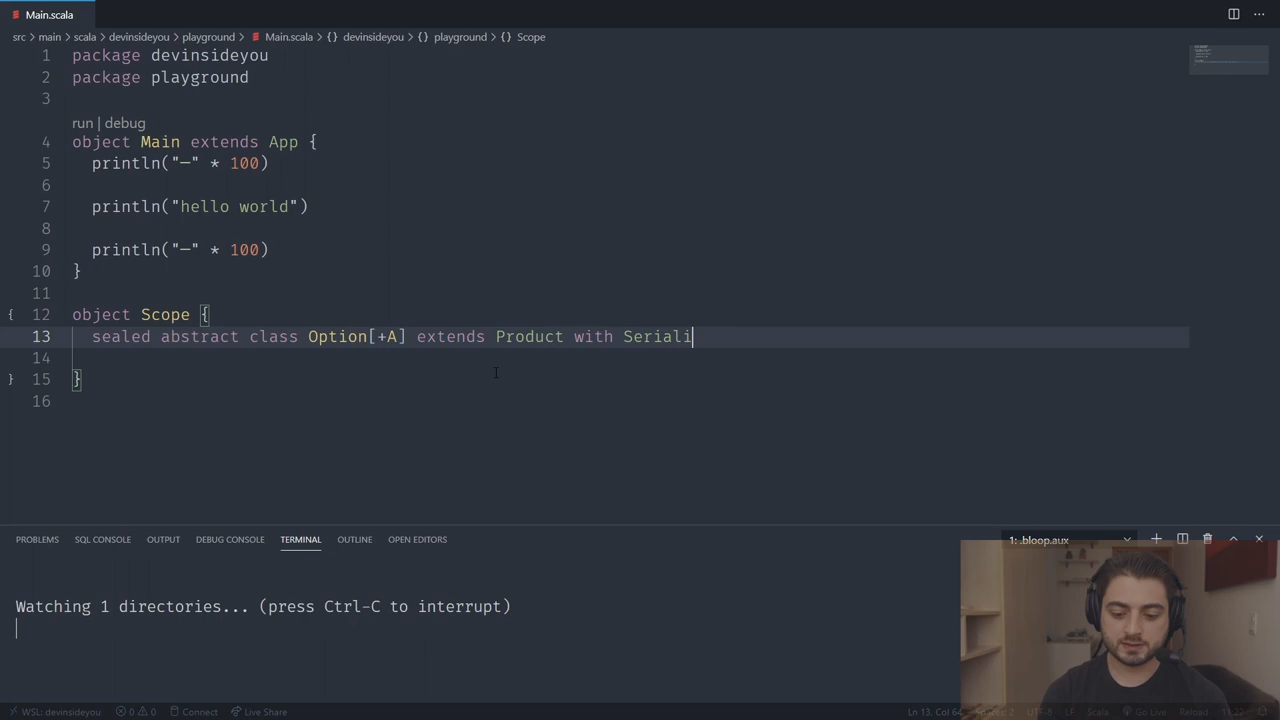 Main.scala
src > main > scala > devinsideyou > playground > Main.scala > {} devinsideyou > {} playground > {} Scope
1 package devinsideyou
2 package playground
3
run | debug
4 object Main extends App {
5 println("─" * 100)
6
7 println("hello world")
8
9 println("─" * 100)
10 }
11
{ 12 object Scope {
13 sealed abstract class Option[+A] extends Product with Seriali
14
} 15 }
16
PROBLEMS SQL CONSOLE OUTPUT DEBUG CONSOLE TERMINAL OUTLINE OPEN EDITORS 1: .bloop.aux
Watching 1 directories... (press Ctrl-C to interrupt)
WSL: devinsideyou 0 0 Connect Live Share Ln 13, Col 64 Spaces: 2 UTF-8 LF Scala Go Live Reload